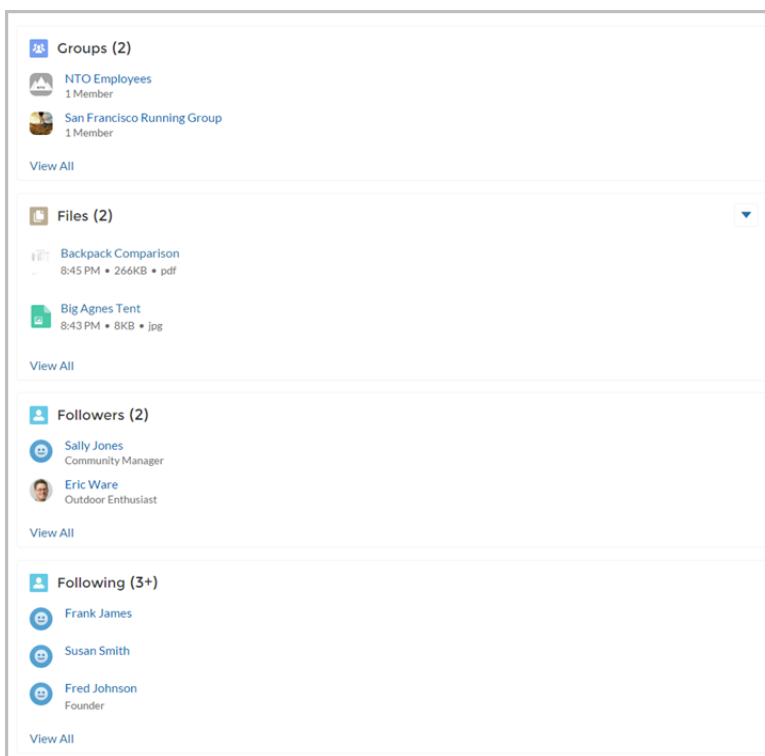 Groups (2)
NTO Employees
1 Member
San Francisco Running Group
1 Member
View All
Files (2)
Backpack Comparison
8:45 PM • 266KB • pdf
Big Agnes Tent
8:43 PM • 8KB • jpg
View All
Followers (2)
Sally Jones
Community Manager
Eric Ware
Outdoor Enthusiast
View All
Following (3+)
Frank James
Susan Smith
Fred Johnson
Founder
View All